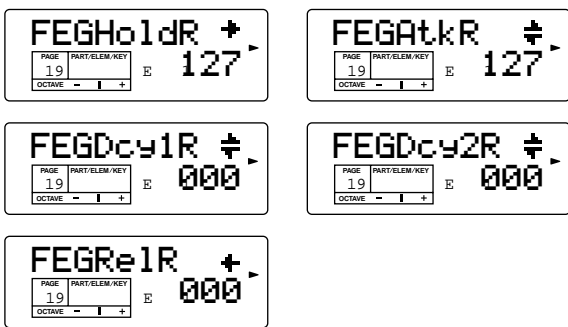 FEGHoldR
PAGE PART/ELEM/KEY
19 E 127
OCTAVE − +
FEGAtkR
PAGE PART/ELEM/KEY
19 E 127
OCTAVE − +
FEGDcy1R
PAGE PART/ELEM/KEY
19 E 000
OCTAVE − +
FEGDcy2R
PAGE PART/ELEM/KEY
19 E 000
OCTAVE − +
FEGRelR
PAGE PART/ELEM/KEY
19 E 000
OCTAVE − +